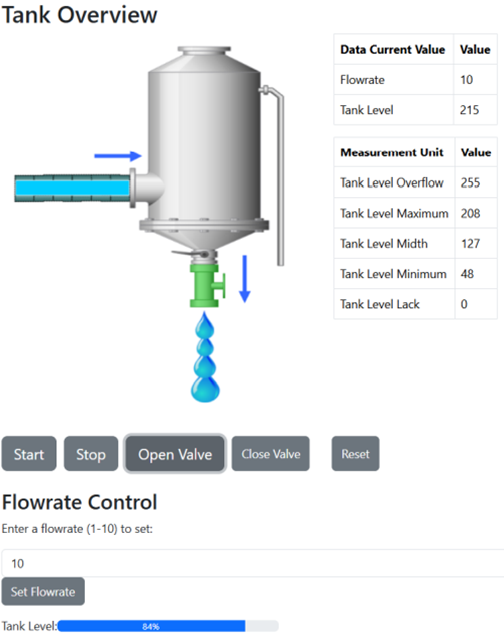 Tank Overview
Data Current Value Value
Flowrate 10
Tank Level 215
Measurement Unit Value
Tank Level Overflow 255
Tank Level Maximum 208
Tank Level Midth 127
Tank Level Minimum 48
Tank Level Lack 0
Start Stop Open Valve Close Valve Reset
Flowrate Control
Enter a flowrate (1-10) to set:
10
Set Flowrate
Tank Level: 84%